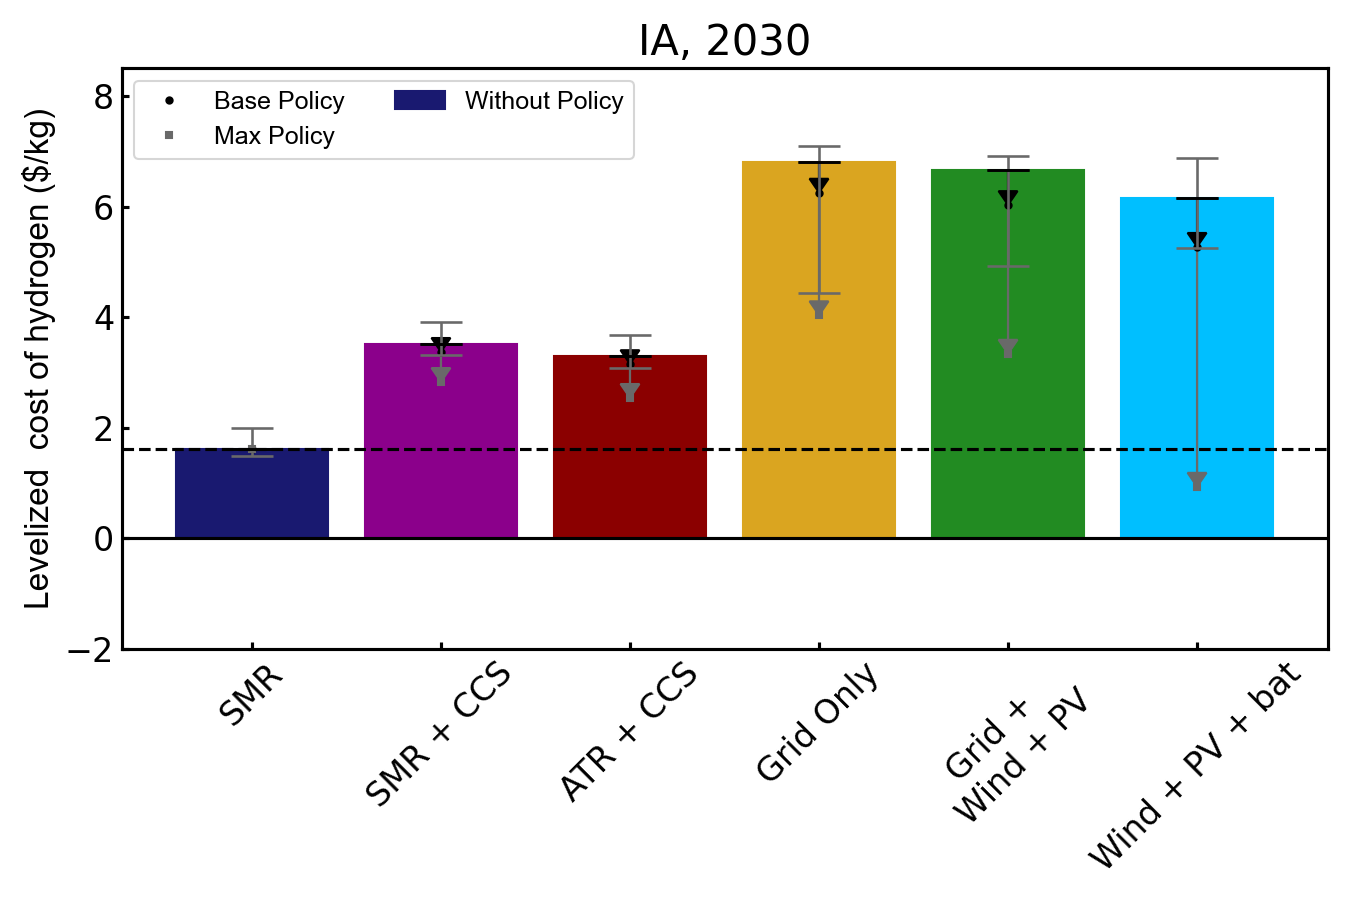 IA, 2030
Base Policy
Max Policy
Without Policy
Levelized  cost of hydrogen ($/kg)
8
6
4
2
0
−2
SMR
SMR + CCS
ATR + CCS
Grid Only
Grid +
Wind + PV
Wind + PV + bat